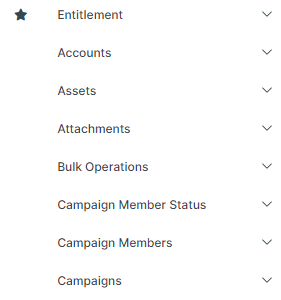 Entitlement
Accounts
Assets
Attachments
Bulk Operations
Campaign Member Status
Campaign Members
Campaigns